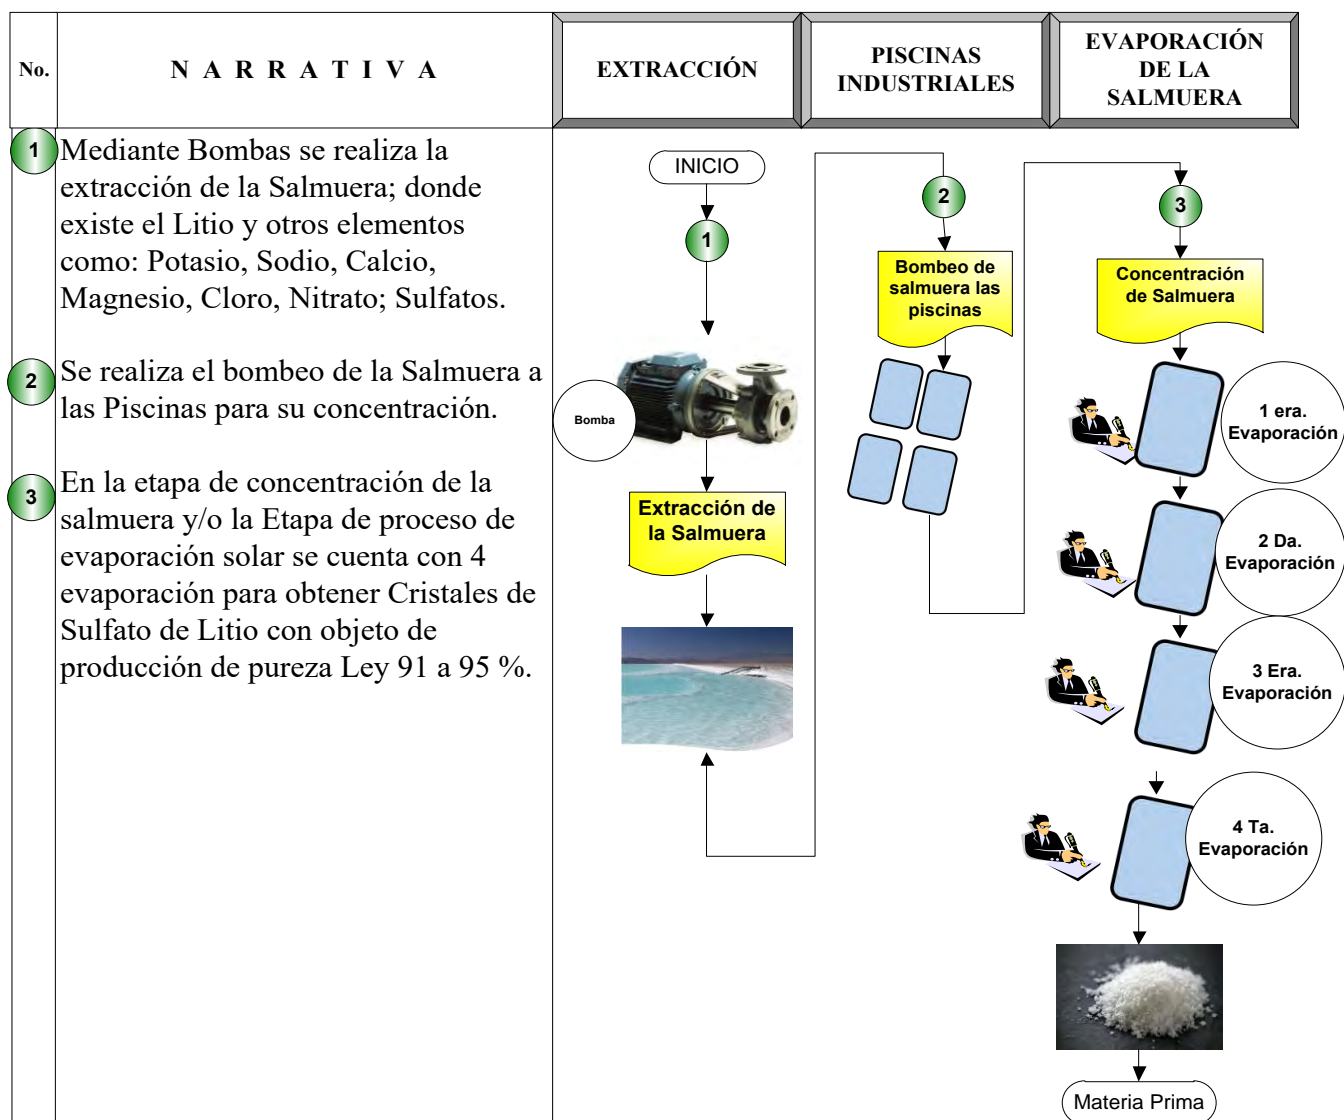 No.
N A R R A T I V A
EXTRACCIÓN
PISCINAS
INDUSTRIALES
EVAPORACIÓN
DE LA
SALMUERA
1
Mediante Bombas se realiza la
extracción de la Salmuera; donde
existe el Litio y otros elementos
como: Potasio, Sodio, Calcio,
Magnesio, Cloro, Nitrato; Sulfatos.
2
Se realiza el bombeo de la Salmuera a
las Piscinas para su concentración.
3
En la etapa de concentración de la
salmuera y/o la Etapa de proceso de
evaporación solar se cuenta con 4
evaporación para obtener Cristales de
Sulfato de Litio con objeto de
producción de pureza Ley 91 a 95 %.
INICIO
1
Bomba
Extracción de
la Salmuera
2
Bombeo de
salmuera las
piscinas
3
Concentración
de Salmuera
1 era.
Evaporación
2 Da.
Evaporación
3 Era.
Evaporación
4 Ta.
Evaporación
Materia Prima